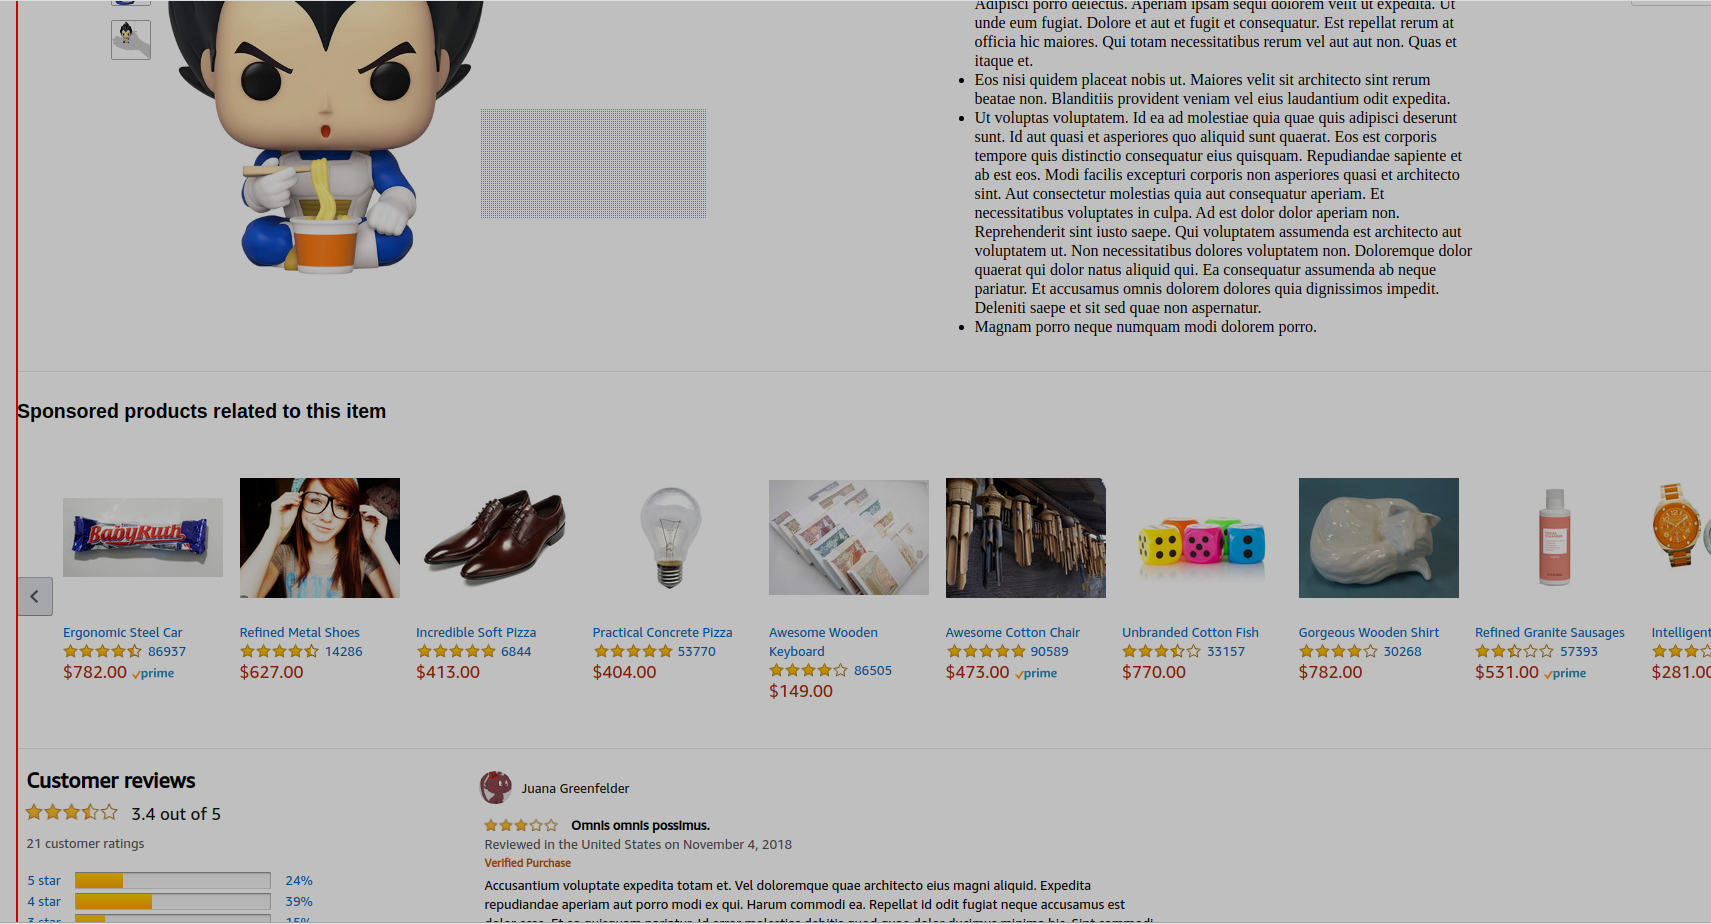 Adipisci porro delectus. Aperiam ipsam sequi dolorem velit ut expedita. Ut
unde eum fugiat. Dolore et aut et fugit et consequatur. Est repellat rerum at
officia hic maiores. Qui totam necessitatibus rerum vel aut aut non. Quas et
itaque et.
Eos nisi quidem placeat nobis ut. Maiores velit sit architecto sint rerum
beatae non. Blanditiis provident veniam vel eius laudantium odit expedita.
Ut voluptas voluptatem. Id ea ad molestiae quia quae quis adipisci deserunt
sunt. Id aut quasi et asperiores quo aliquid sunt quaerat. Eos est corporis
tempore quis distinctio consequatur eius quisquam. Repudiandae sapiente et
ab est eos. Modi facilis excepturi corporis non asperiores quasi et architecto
sint. Aut consectetur molestias quia aut consequatur aperiam. Et
necessitatibus voluptates in culpa. Ad est dolor dolor aperiam non.
Reprehenderit sint iusto saepe. Qui voluptatem assumenda est architecto aut
voluptatem ut. Non necessitatibus dolores voluptatem non. Doloremque dolor
quaerat qui dolor natus aliquid qui. Ea consequatur assumenda ab neque
pariatur. Et accusamus omnis dolorem dolores quia dignissimos impedit.
Deleniti saepe et sit sed quae non aspernatur.
Magnam porro neque numquam modi dolorem porro.
Sponsored products related to this item
BabyRuth
Ergonomic Steel Car
86937
$782.00 prime
Refined Metal Shoes
14286
$627.00
Incredible Soft Pizza
6844
$413.00
Practical Concrete Pizza
53770
$404.00
Awesome Wooden
Keyboard
86505
$149.00
Awesome Cotton Chair
90589
$473.00 prime
Unbranded Cotton Fish
33157
$770.00
Gorgeous Wooden Shirt
30268
$782.00
Refined Granite Sausages
57393
$531.00 prime
Intelligent
$281.00
Customer reviews
3.4 out of 5
21 customer ratings
5 star 24%
4 star 39%
3 star 15%
Juana Greenfelder
Omnis omnis possimus.
Reviewed in the United States on November 4, 2018
Verified Purchase
Accusantium voluptate expedita totam et. Vel doloremque quae architecto eius magni aliquid. Expedita
repudiandae aperiam aut porro modi ex qui. Harum commodi ea. Repellat id odit fugiat neque accusamus est